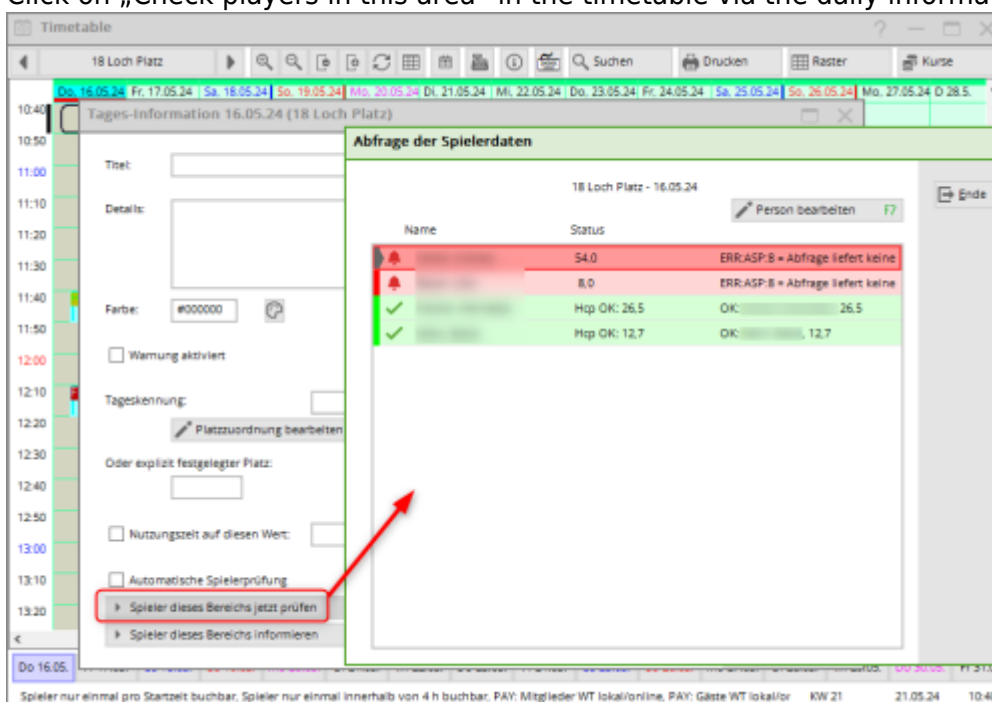 Click on „Check players in this area“ in the timetable via the daily
Timetable
18 Loch Platz Suchen Drucken Raster Kurse
Do. 16.05.24 Fr. 17.05.24 Sa. 18.05.24 So. 19.05.24 Mo. 20.05.24 Di. 21.05.24 Mi. 22.05.24 Do. 23.05.24 Fr. 24.05.24 Sa. 25.05.24 So. 26.05.24 Mo. 27.05.24 D 28.5.
10:40
Tages-Information 16.05.24 (18 Loch Platz)
10:50
Abfrage der Spielerdaten
11:00
Titel:
18 Loch Platz - 16.05.24
Ende
11:10
Details:
Person bearbeiten F7
11:20
Name Status
11:30
54.0 ERR:ASP:8 = Abfrage liefert keine
8,0 ERR:ASP:8 = Abfrage liefert keine
11:40
Farbe: #000000
Hcp OK: 26,5 OK: 26,5
11:50
Hcp OK: 12,7 OK: , 12,7
Warnung aktiviert
12:00
12:10
Tageskennung:
12:20
Platzzuordnung bearbeiten
12:30
Oder explizit festgelegter Platz:
12:40
12:50
Nutzungszeit auf diesen Wert:
13:00
13:10
Automatische Spielerprüfung
13:20
Spieler dieses Bereichs jetzt prüfen
Spieler dieses Bereichs informieren
Do 16.05.
Spieler nur einmal pro Startzeit buchbar, Spieler nur einmal innerhalb von 4 h buchbar, PAY: Mitglieder WT lokal/online, PAY: Gäste WT lokal/or KW 21 21.05.24 10:4